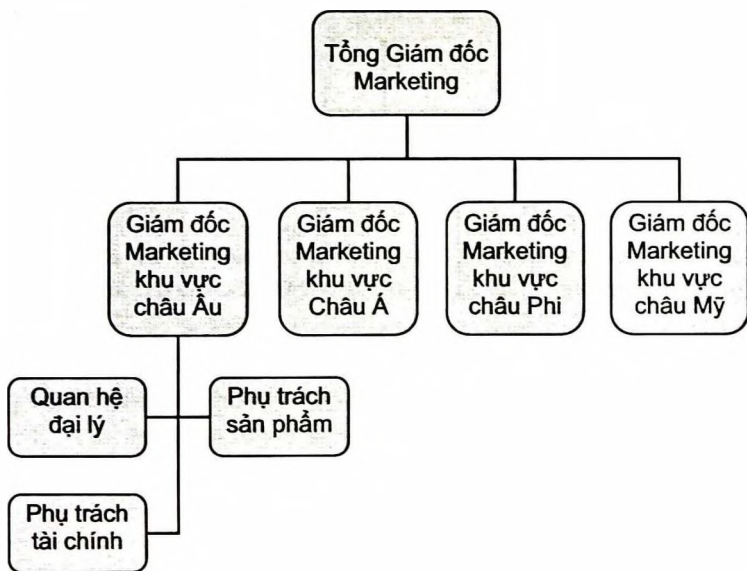 Tổng Giám đốc
Marketing
Giám đốc
Marketing
khu vực
châu Âu
Giám đốc
Marketing
khu vực
Châu Á
Giám đốc
Marketing
khu vực
châu Phi
Giám đốc
Marketing
khu vực
châu Mỹ
Quan hệ
đại lý
Phụ trách
sản phẩm
Phụ trách
tài chính